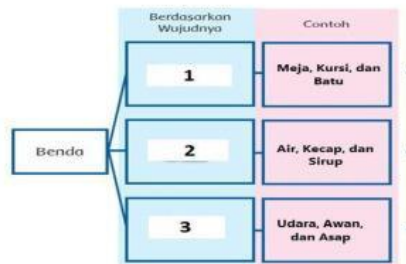 Berdasarkan
Wujudnya
Contoh
Benda
1
Meja, Kursi, dan
Batu
2
Air, Kecap, dan
Sirup
3
Udara, Awan,
dan Asap